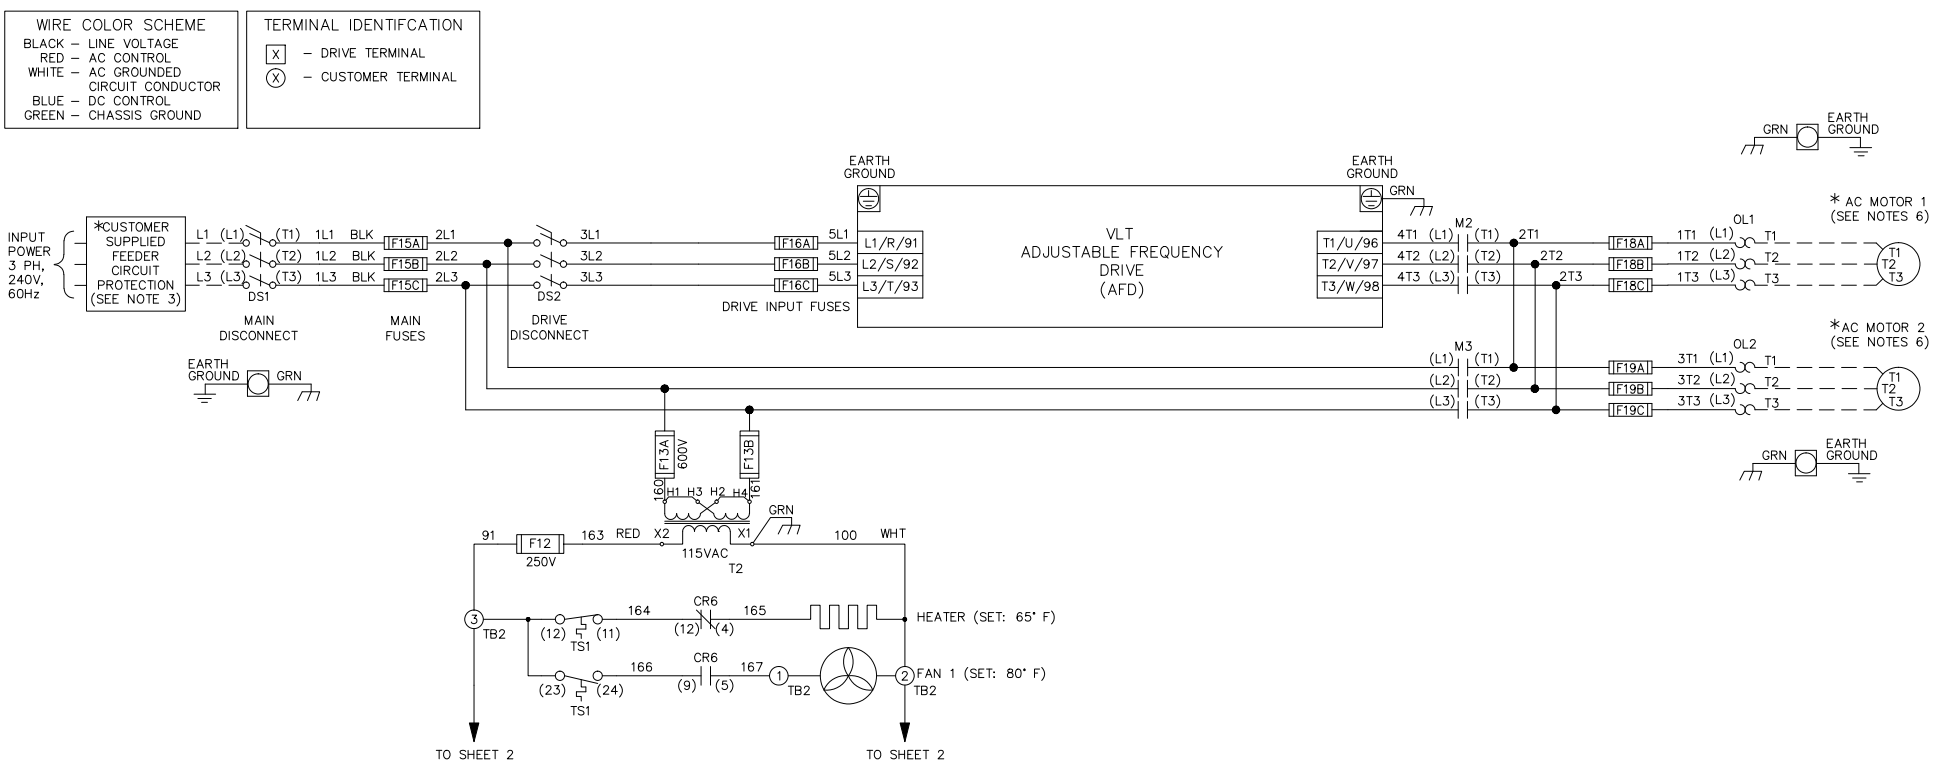 WIRE COLOR SCHEME
BLACK – LINE VOLTAGE
RED – AC CONTROL
WHITE – AC GROUNDED
CIRCUIT CONDUCTOR
BLUE – DC CONTROL
GREEN – CHASSIS GROUND
TERMINAL IDENTIFCATION
X – DRIVE TERMINAL
X – CUSTOMER TERMINAL
GRN
EARTH
GROUND
EARTH
GROUND
EARTH
GROUND
GRN
INPUT
POWER
3 PH,
240V,
60Hz
*CUSTOMER
SUPPLIED
FEEDER
CIRCUIT
PROTECTION
(SEE NOTE 3)
L1 (L1) (T1) 1L1 BLK F15A 2L1 3L1 F16A 5L1 L1/R/91
L2 (L2) (T2) 1L2 BLK F15B 2L2 3L2 F16B 5L2 L2/S/92
L3 (L3) (T3) 1L3 BLK F15C 2L3 3L3 F16C 5L3 L3/T/93
DS1
DS2
MAIN
DISCONNECT
MAIN
FUSES
DRIVE
DISCONNECT
DRIVE INPUT FUSES
VLT
ADJUSTABLE FREQUENCY
DRIVE
(AFD)
M2
OL1
* AC MOTOR 1
(SEE NOTES 6)
T1/U/96 4T1 (L1) (T1) 2T1 F18A 1T1 (L1) T1 T1
T2/V/97 4T2 (L2) (T2) 2T2 F18B 1T2 (L2) T2 T2
T3/W/98 4T3 (L3) (T3) 2T3 F18C 1T3 (L3) T3 T3
EARTH
GROUND
GRN
* AC MOTOR 2
(SEE NOTES 6)
M3
OL2
(L1) (T1) F19A 3T1 (L1) T1 T1
(L2) (T2) F19B 3T2 (L2) T2 T2
(L3) (T3) F19C 3T3 (L3) T3 T3
GRN
EARTH
GROUND
F13A
600V
F13B
160
161
H1 H3 H2 H4
GRN
91 F12 163 RED X2 X1 100 WHT
250V
115VAC
T2
3
TB2
(12) (11)
TS1
164
CR6
(12) (4)
165
HEATER (SET: 65° F)
(23) (24)
TS1
166
CR6
(9) (5)
167
1
TB2
2
TB2
FAN 1 (SET: 80° F)
TO SHEET 2
TO SHEET 2